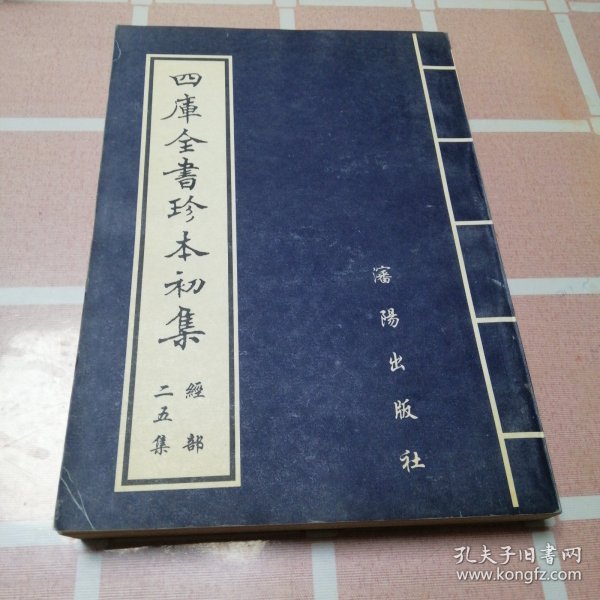 四庫全書珍本初集
經部
二五集
瀋陽出版社
孔夫子旧书网
www.kongfz.com